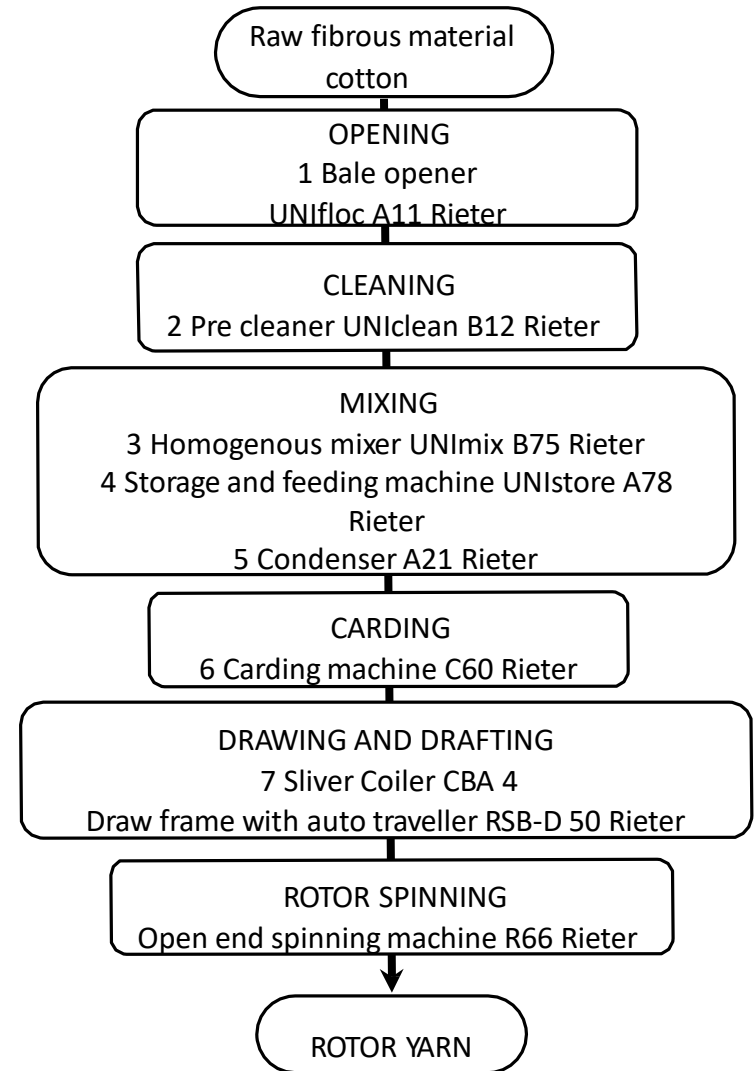 Raw fibrous material
cotton
OPENING
1 Bale opener
UNIfloc A11 Rieter
CLEANING
2 Pre cleaner UNIclean B12 Rieter
MIXING
3 Homogenous mixer UNImix B75 Rieter
4 Storage and feeding machine UNIstore A78
Rieter
5 Condenser A21 Rieter
CARDING
6 Carding machine C60 Rieter
DRAWING AND DRAFTING
7 Sliver Coiler CBA 4
Draw frame with auto traveller RSB-D 50 Rieter
ROTOR SPINNING
Open end spinning machine R66 Rieter
ROTOR YARN